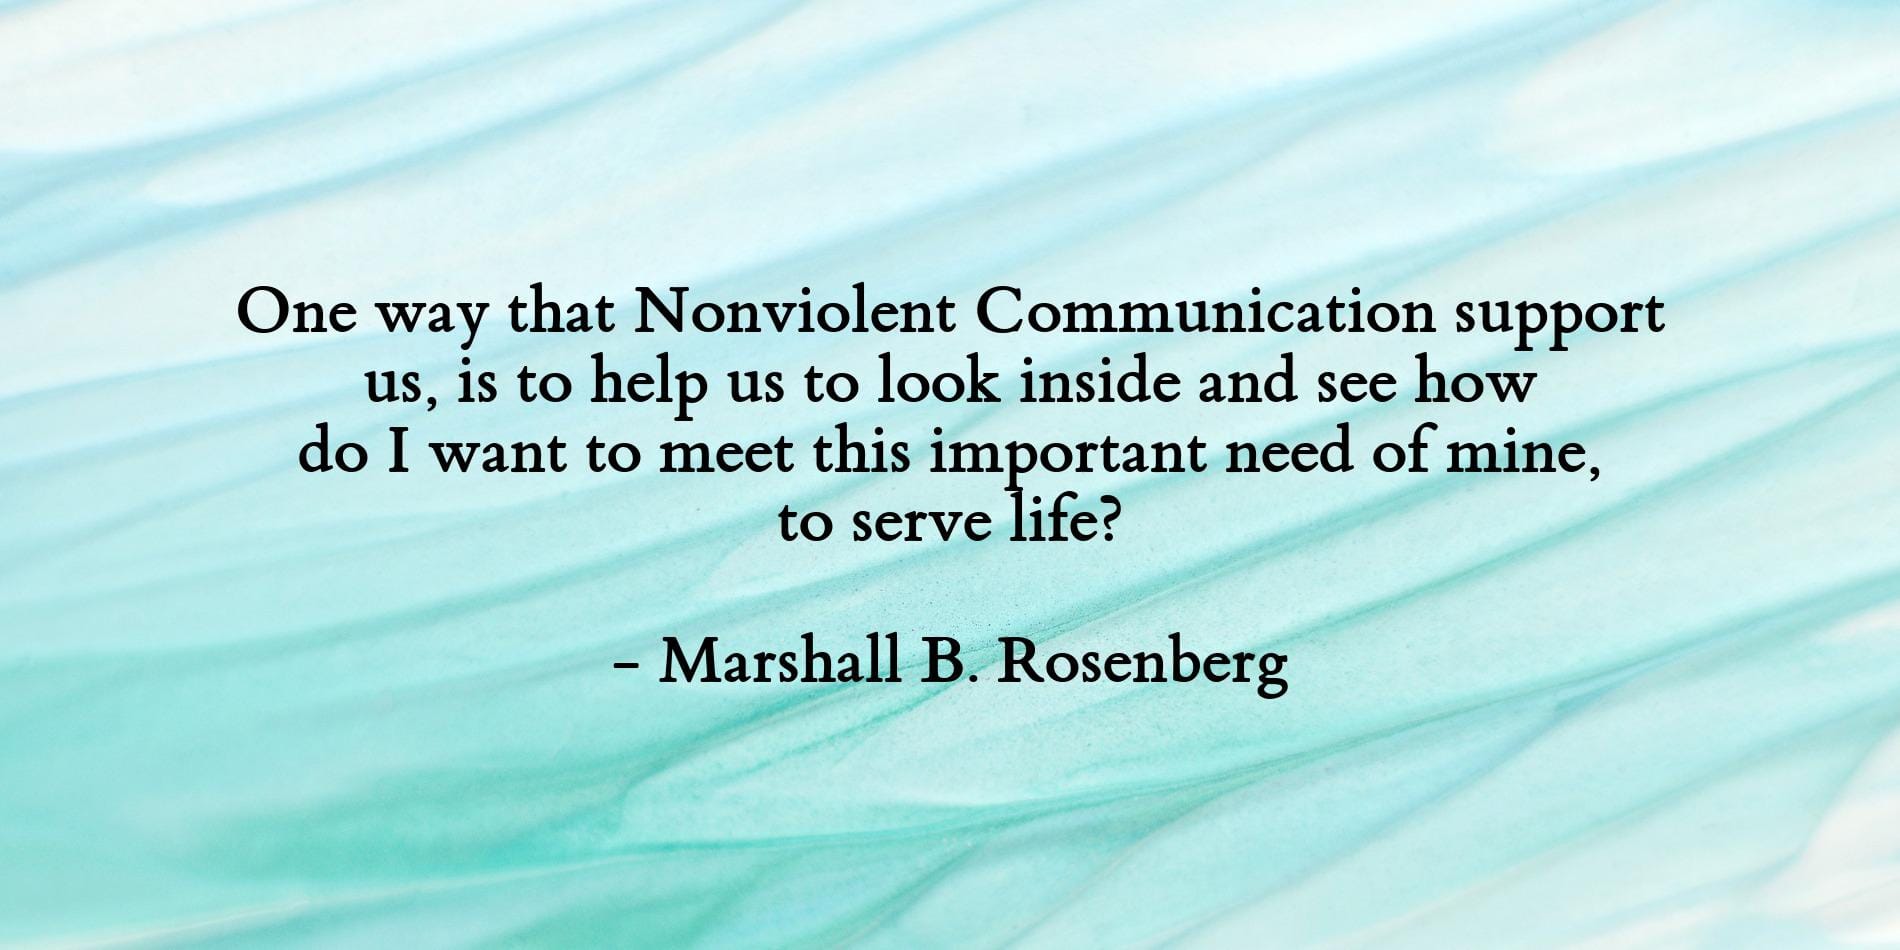 One way that Nonviolent Communication support
us, is to help us to look inside and see how
do I want to meet this important need of mine,
to serve life?
– Marshall B. Rosenberg